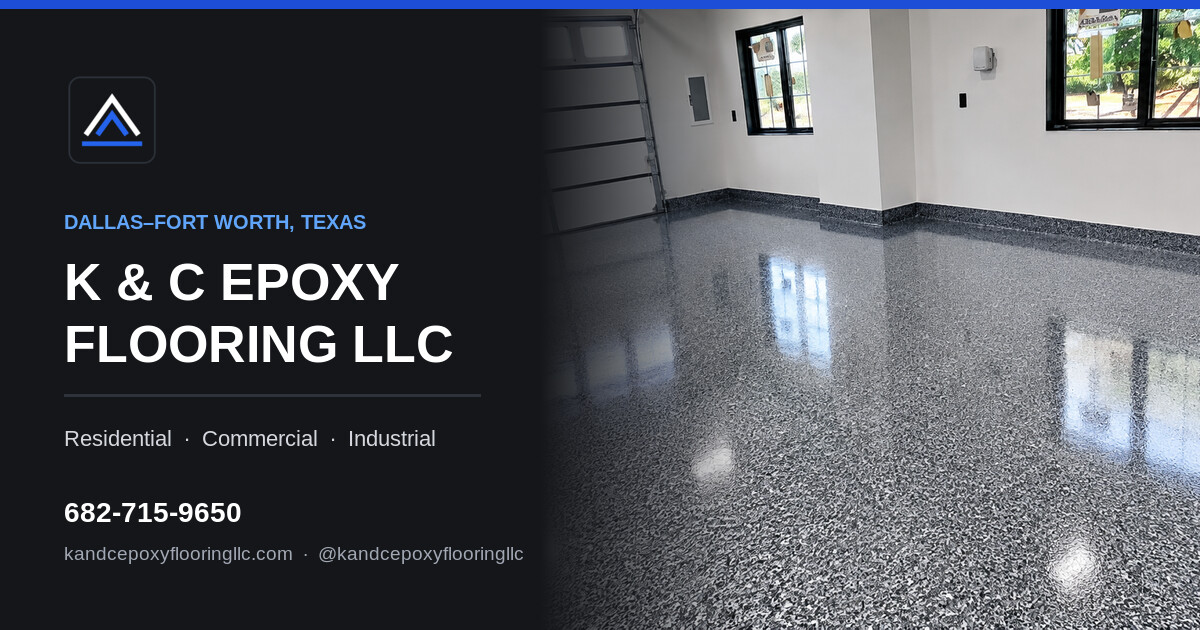 DALLAS–FORT WORTH, TEXAS
K & C EPOXY
FLOORING LLC
Residential · Commercial · Industrial
682-715-9650
kandcepoxyflooringllc.com · @kandcepoxyflooringllc